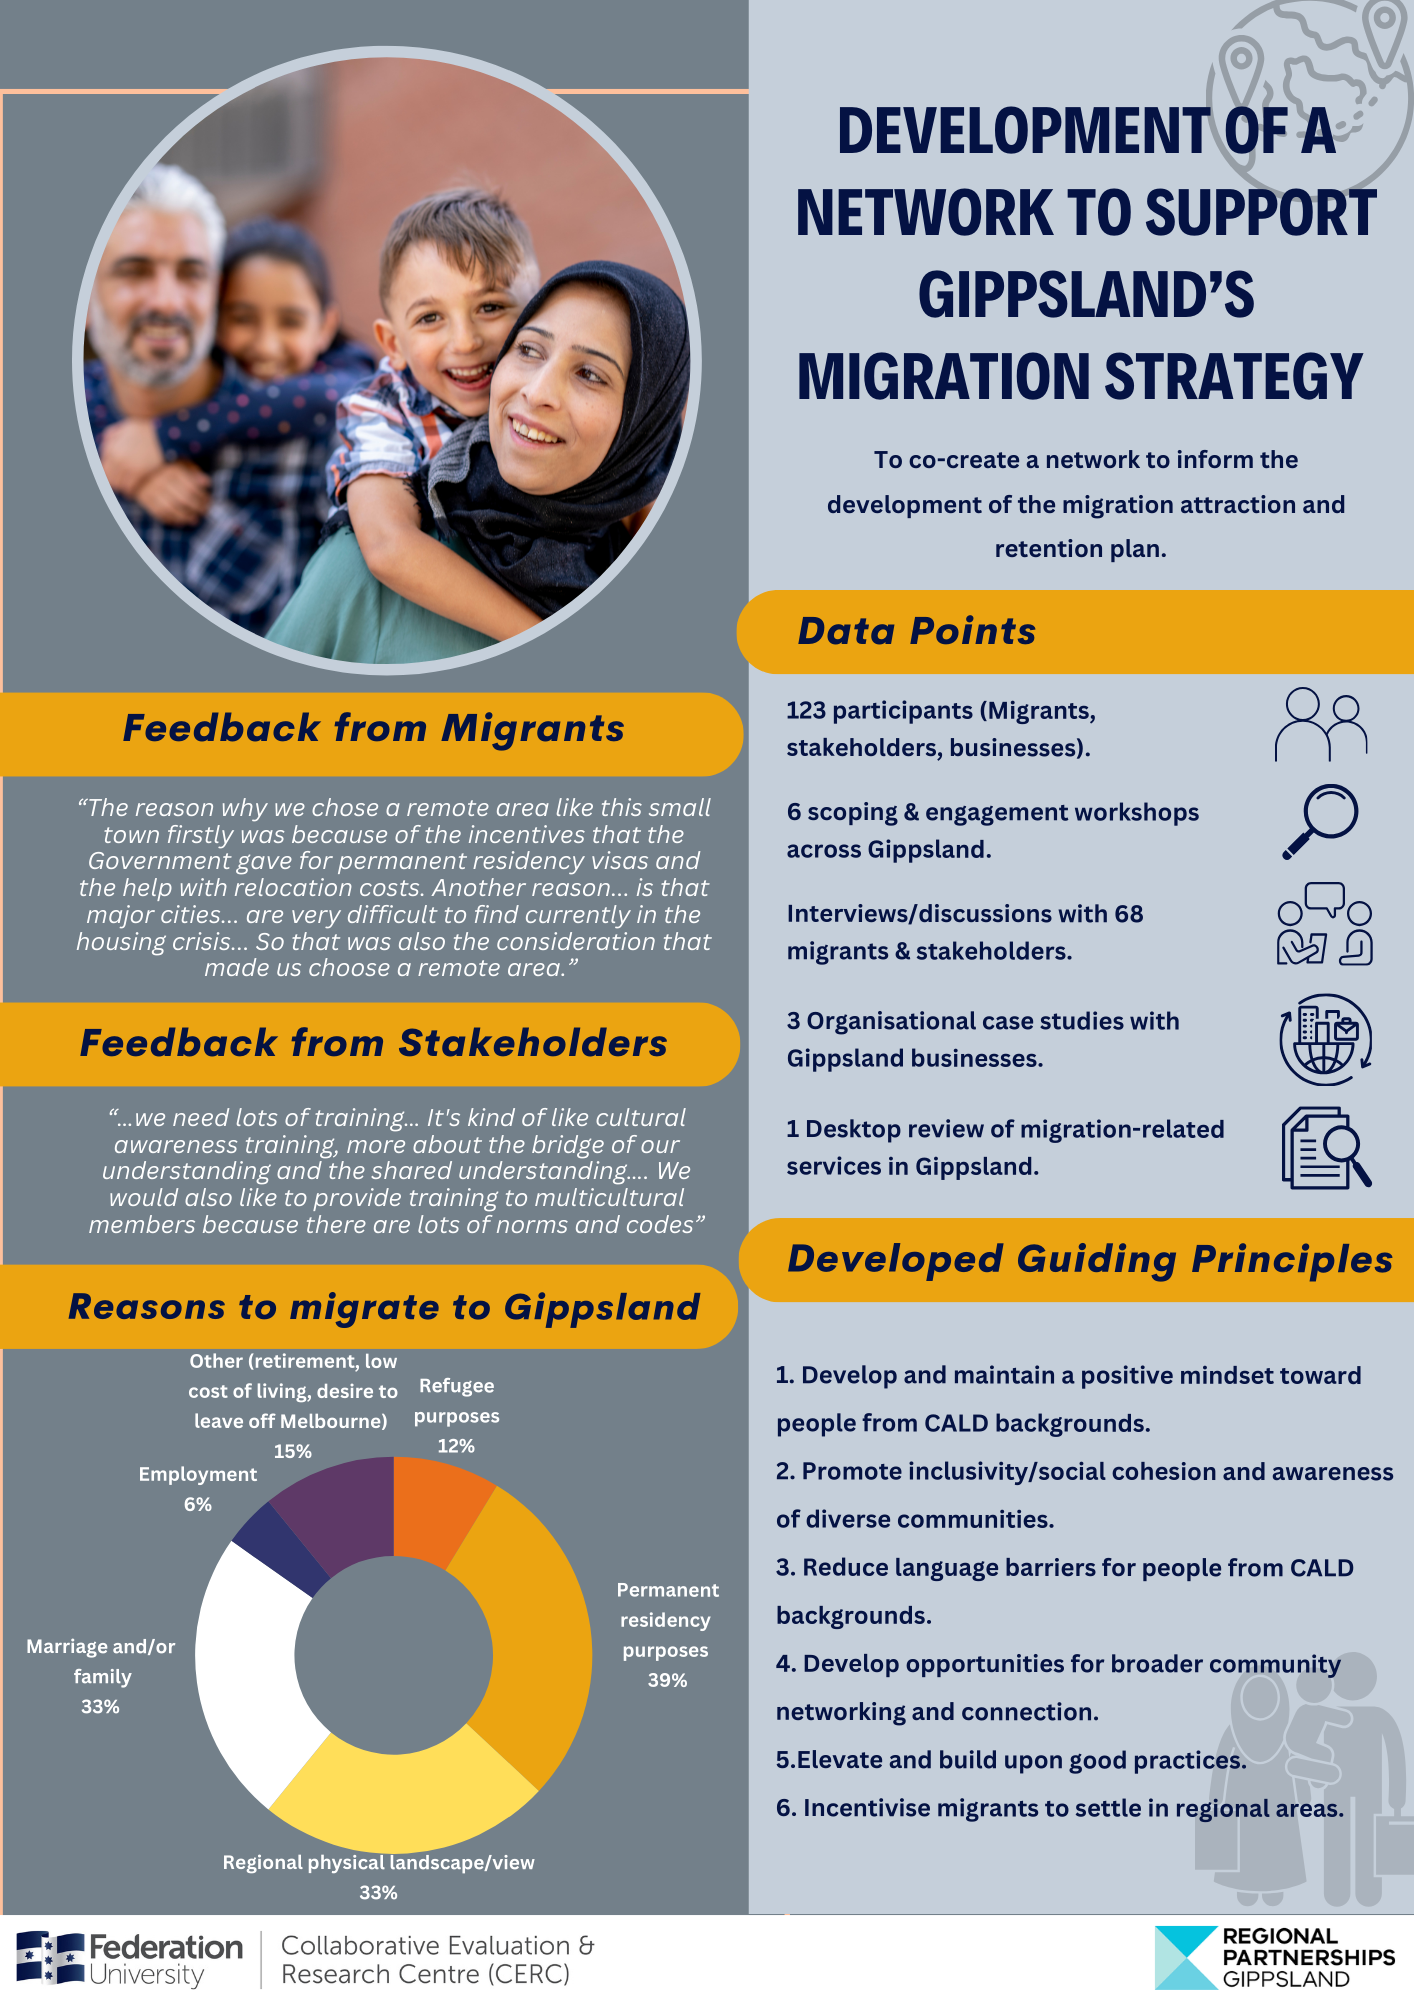 DEVELOPMENT OF A
NETWORK TO SUPPORT
GIPPSLAND’S
MIGRATION STRATEGY
To co-create a network to inform the
development of the migration attraction and
retention plan.
Feedback from Migrants
“The reason why we chose a remote area like this small
town firstly was because of the incentives that the
Government gave for permanent residency visas and
the help with relocation costs. Another reason... is that
major cities... are very difficult to find currently in the
housing crisis... So that was also the consideration that
made us choose a remote area.”
Feedback from Stakeholders
“...we need lots of training... It's kind of like cultural
awareness training, more about the bridge of our
understanding and the shared understanding.... We
would also like to provide training to multicultural
members because there are lots of norms and codes”
Reasons to migrate to Gippsland
Other (retirement, low
cost of living, desire to
leave off Melbourne)
15%
Refugee
purposes
12%
Employment
6%
Permanent
residency
purposes
39%
Marriage and/or
family
33%
Regional physical landscape/view
33%
Data Points
123 participants (Migrants,
stakeholders, businesses).
6 scoping & engagement workshops
across Gippsland.
Interviews/discussions with 68
migrants & stakeholders.
3 Organisational case studies with
Gippsland businesses.
1 Desktop review of migration-related
services in Gippsland.
Developed Guiding Principles
1. Develop and maintain a positive mindset toward
people from CALD backgrounds.
2. Promote inclusivity/social cohesion and awareness
of diverse communities.
3. Reduce language barriers for people from CALD
backgrounds.
4. Develop opportunities for broader community
networking and connection.
5.Elevate and build upon good practices.
6. Incentivise migrants to settle in regional areas.
Federation
University
Collaborative Evaluation &
Research Centre (CERC)
REGIONAL
PARTNERSHIPS
GIPPSLAND